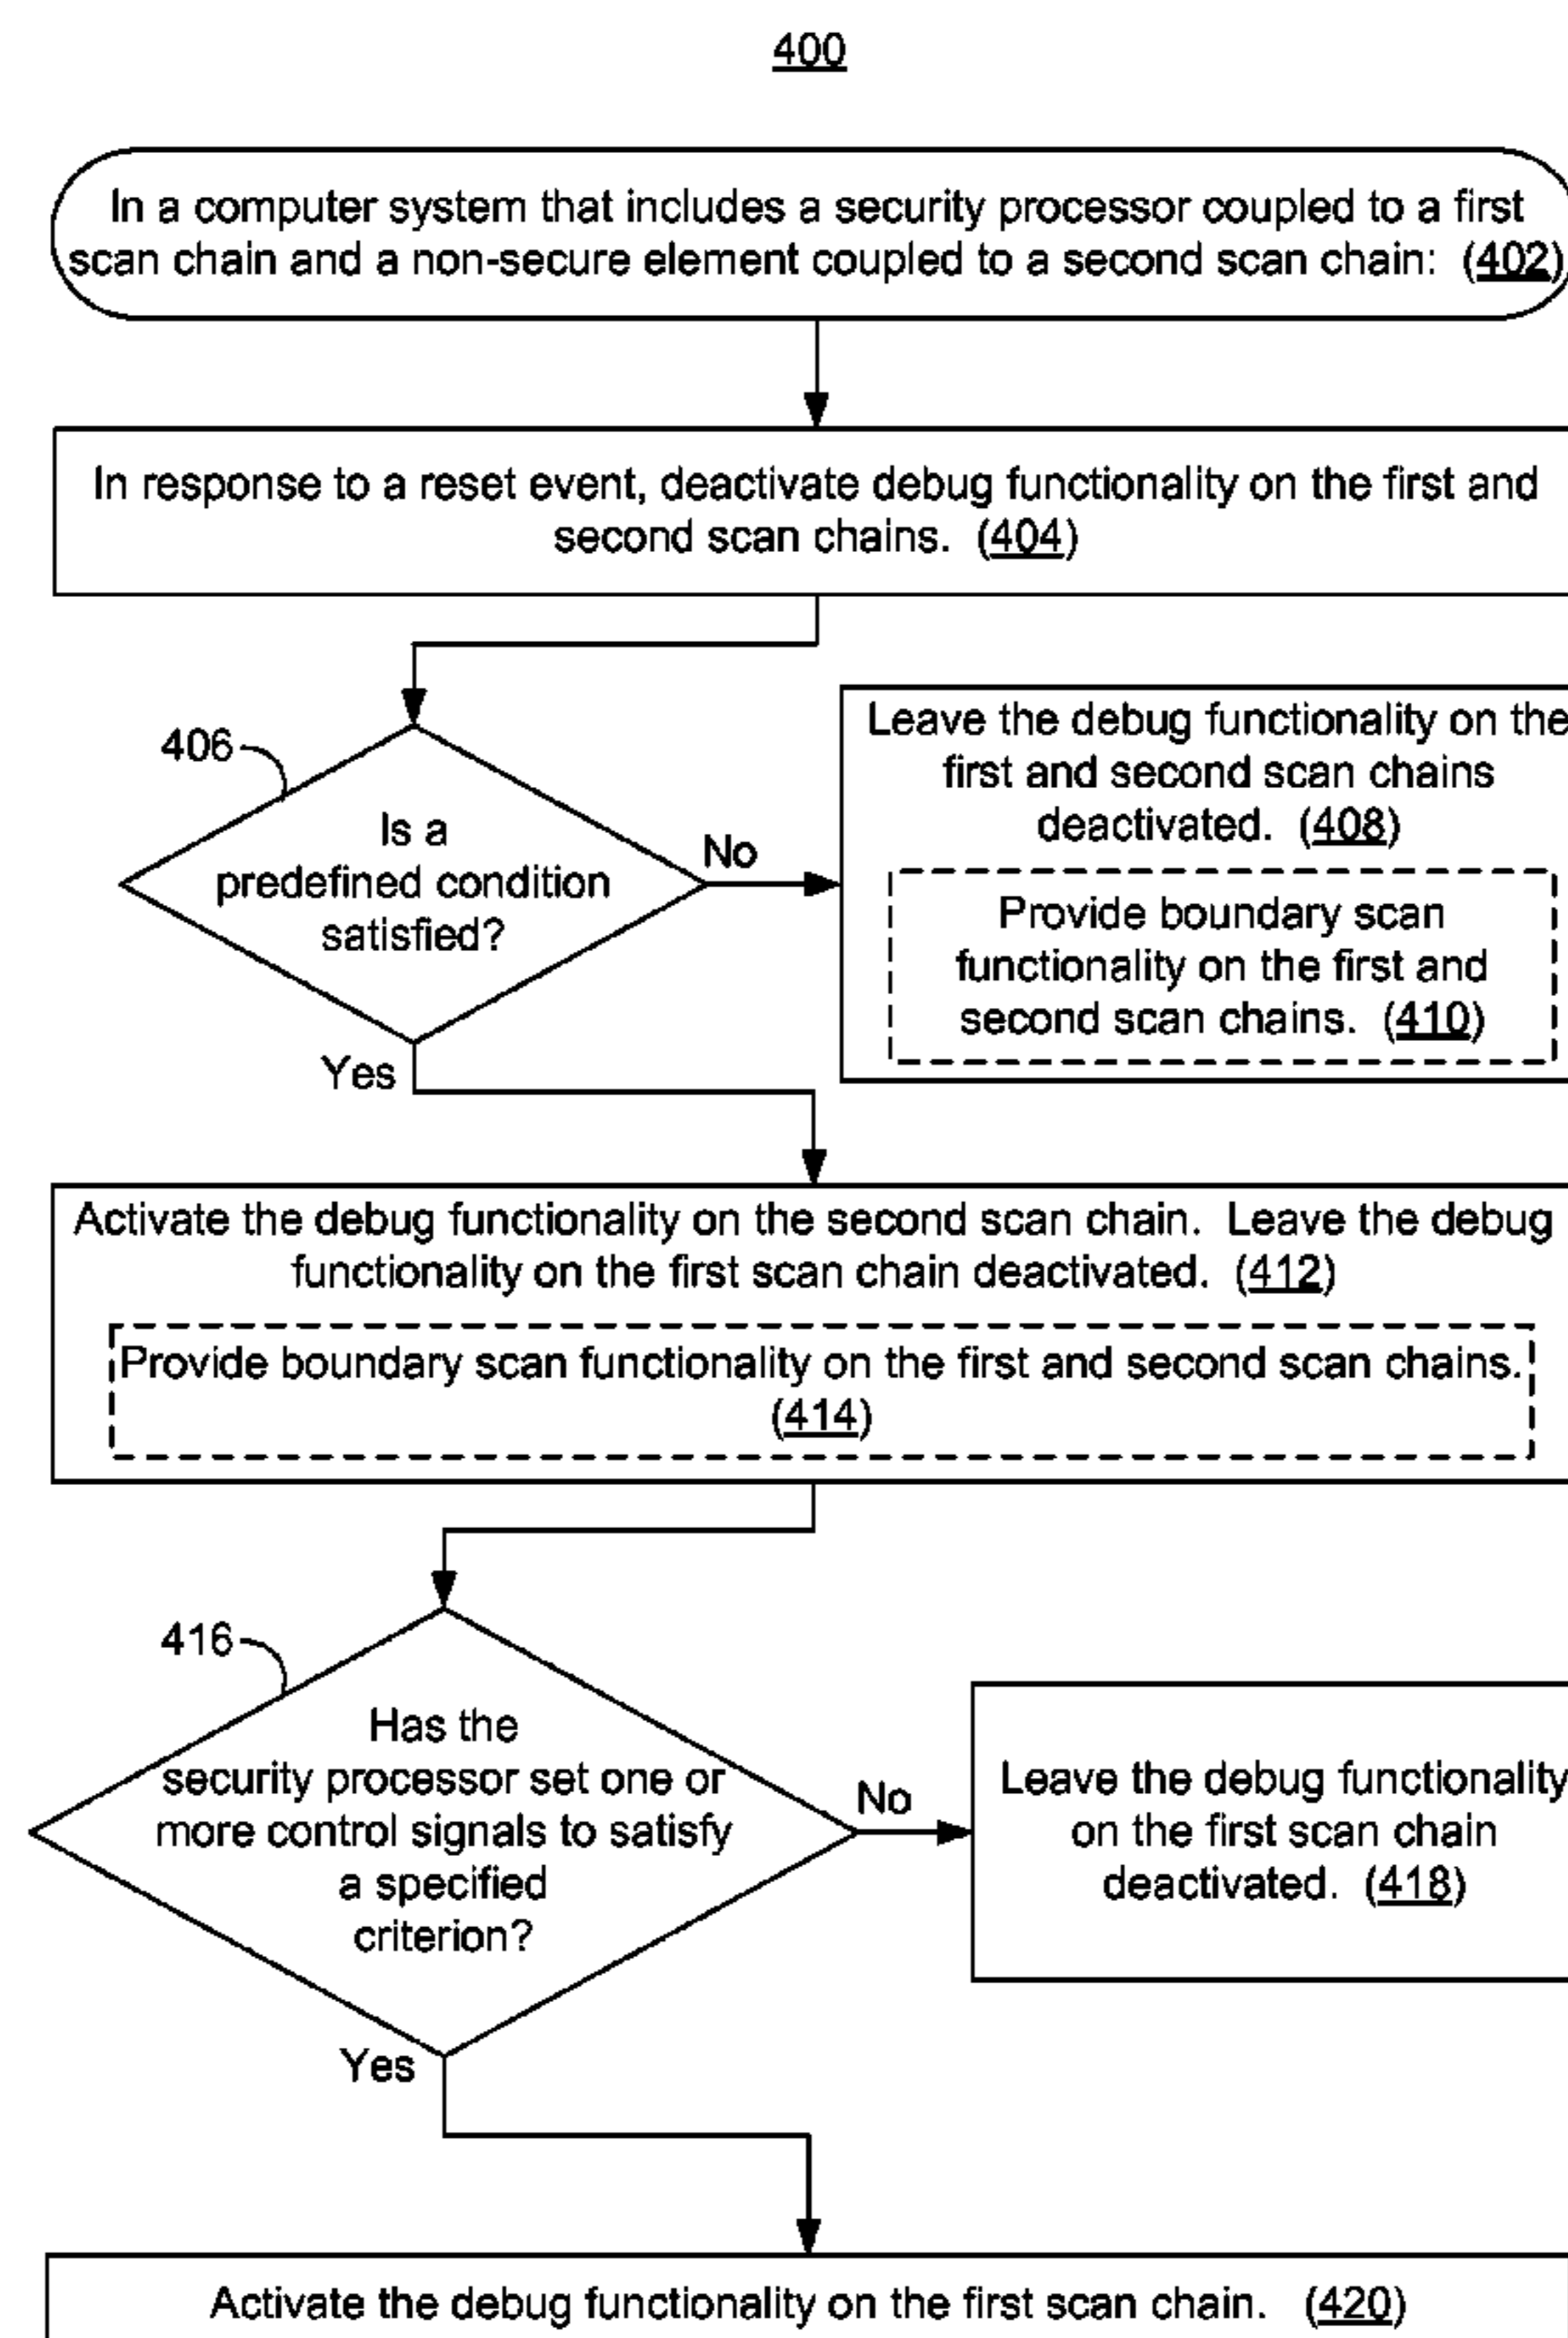 400
In a computer system that includes a security processor coupled to a first
scan chain and a non-secure element coupled to a second scan chain: (402)
In response to a reset event, deactivate debug functionality on the first and
second scan chains. (404)
406
Is a
predefined condition
satisfied?
No
Yes
Leave the debug functionality on the
first and second scan chains
deactivated. (408)
Provide boundary scan
functionality on the first and
second scan chains. (410)
Activate the debug functionality on the second scan chain. Leave the debug
functionality on the first scan chain deactivated. (412)
Provide boundary scan functionality on the first and second scan chains.
(414)
416
Has the
security processor set one or
more control signals to satisfy
a specified
criterion?
No
Yes
Leave the debug functionality
on the first scan chain
deactivated. (418)
Activate the debug functionality on the first scan chain. (420)